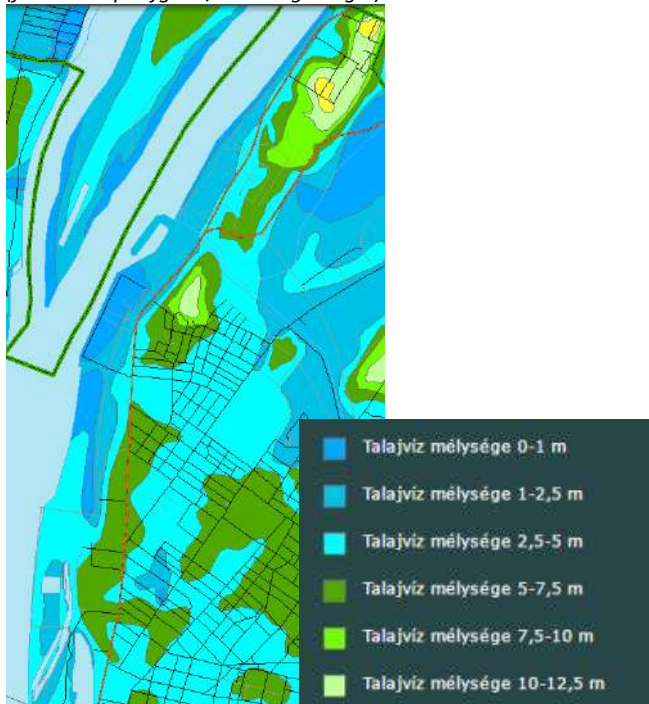 Talajvíz mélysége 0-1 m
Talajvíz mélysége 1-2,5 m
Talajvíz mélysége 2,5-5 m
Talajvíz mélysége 5-7,5 m
Talajvíz mélysége 7,5-10 m
Talajvíz mélysége 10-12,5 m